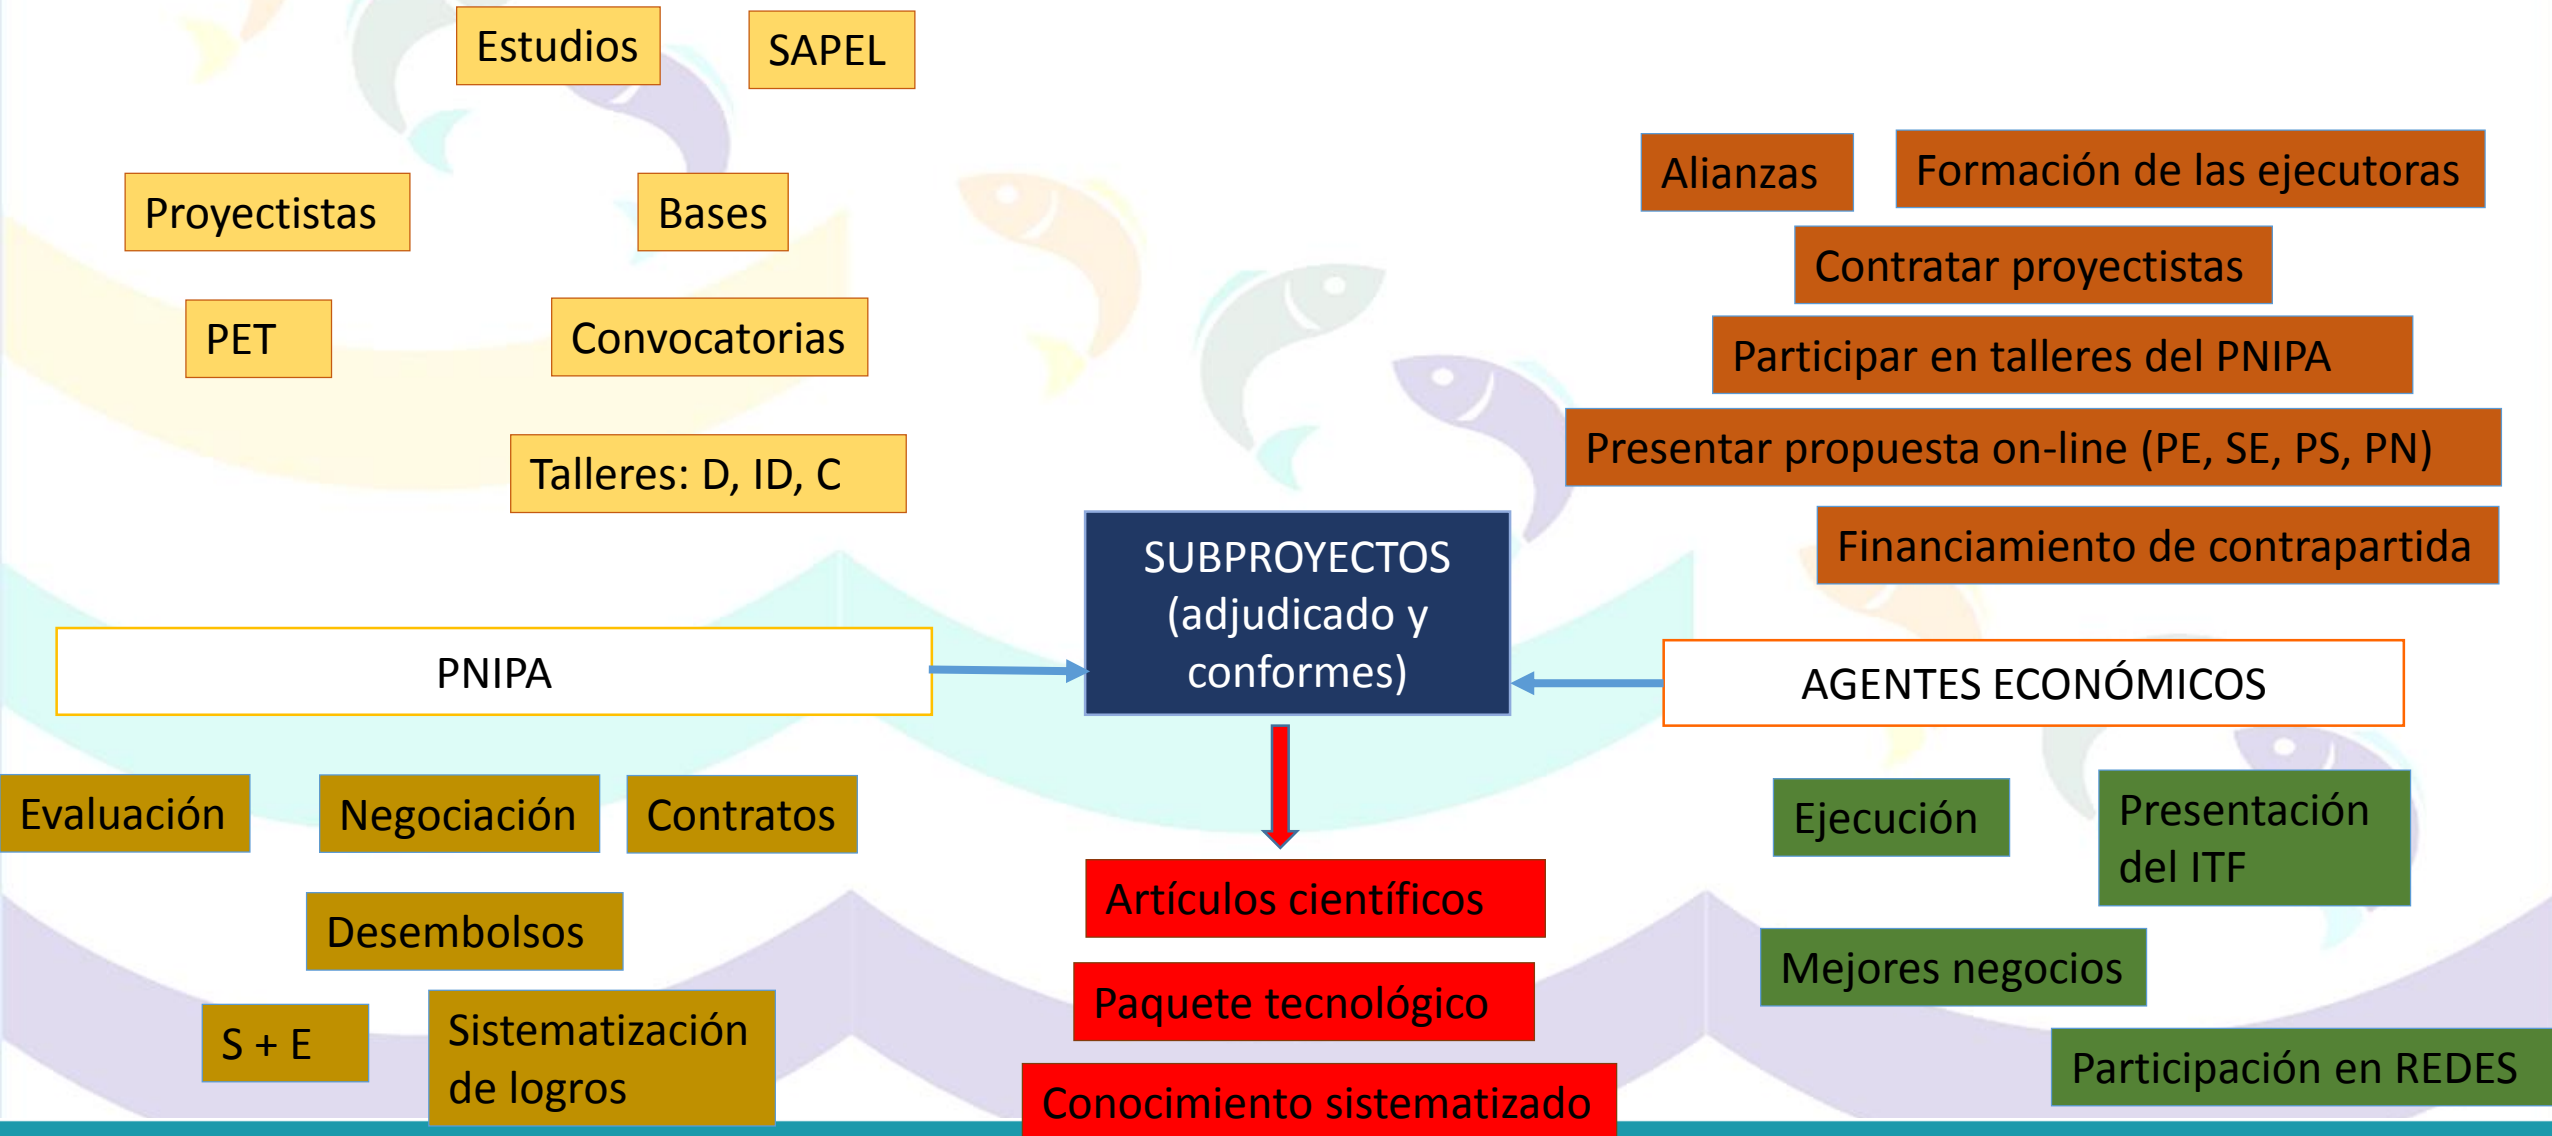 Estudios
SAPEL
Proyectistas
Bases
PET
Convocatorias
Talleres: D, ID, C
Alianzas
Formación de las ejecutoras
Contratar proyectistas
Participar en talleres del PNIPA
Presentar propuesta on-line (PE, SE, PS, PN)
Financiamiento de contrapartida
PNIPA
SUBPROYECTOS
(adjudicado y
conformes)
AGENTES ECONÓMICOS
Evaluación
Negociación
Contratos
Desembolsos
S + E
Sistematización
de logros
Artículos científicos
Paquete tecnológico
Conocimiento sistematizado
Ejecución
Presentación
del ITF
Mejores negocios
Participación en REDES